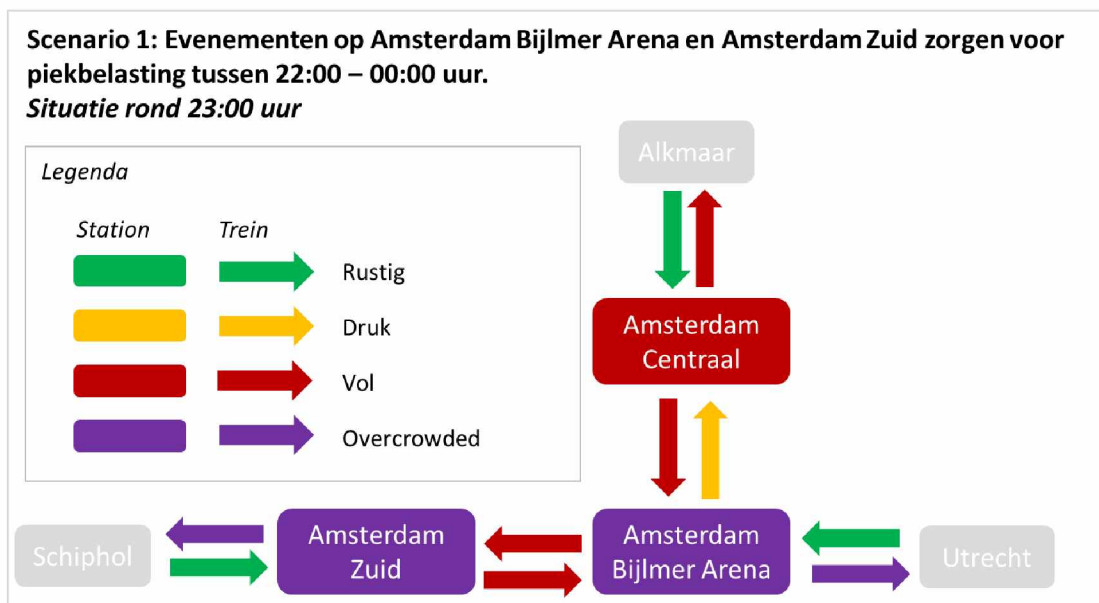 Scenario 1: Evenementen op Amsterdam Bijlmer Arena en Amsterdam Zuid zorgen voor
piekbelasting tussen 22:00 – 00:00 uur.
Situatie rond 23:00 uur
Legenda
Station Trein
Rustig
Druk
Vol
Overcrowded
Alkmaar
Amsterdam
Centraal
Schiphol
Amsterdam
Zuid
Amsterdam
Bijlmer Arena
Utrecht